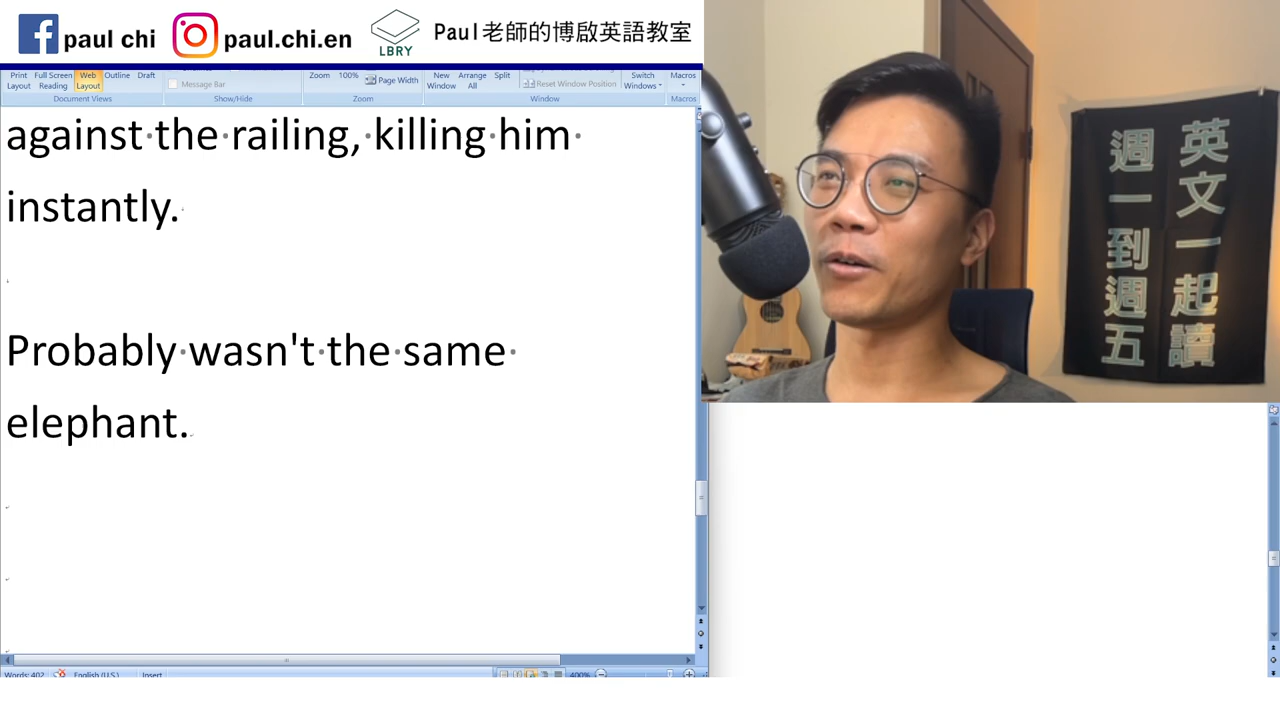 paul chi
paul.chi.en
LBRY
Paul老師的博啟英語教室
Print Layout
Full Screen Reading
Web Layout
Outline
Draft
Message Bar
Zoom
100%
Page Width
New Window
Arrange All
Split
Reset Window Position
Switch Windows
Macros
Document Views
Show/Hide
Zoom
Window
Macros
against the railing, killing him
instantly.
Probably wasn't the same
elephant.
Words: 402
English (U.S.)
Insert
400%
英文一起讀
週一到週五